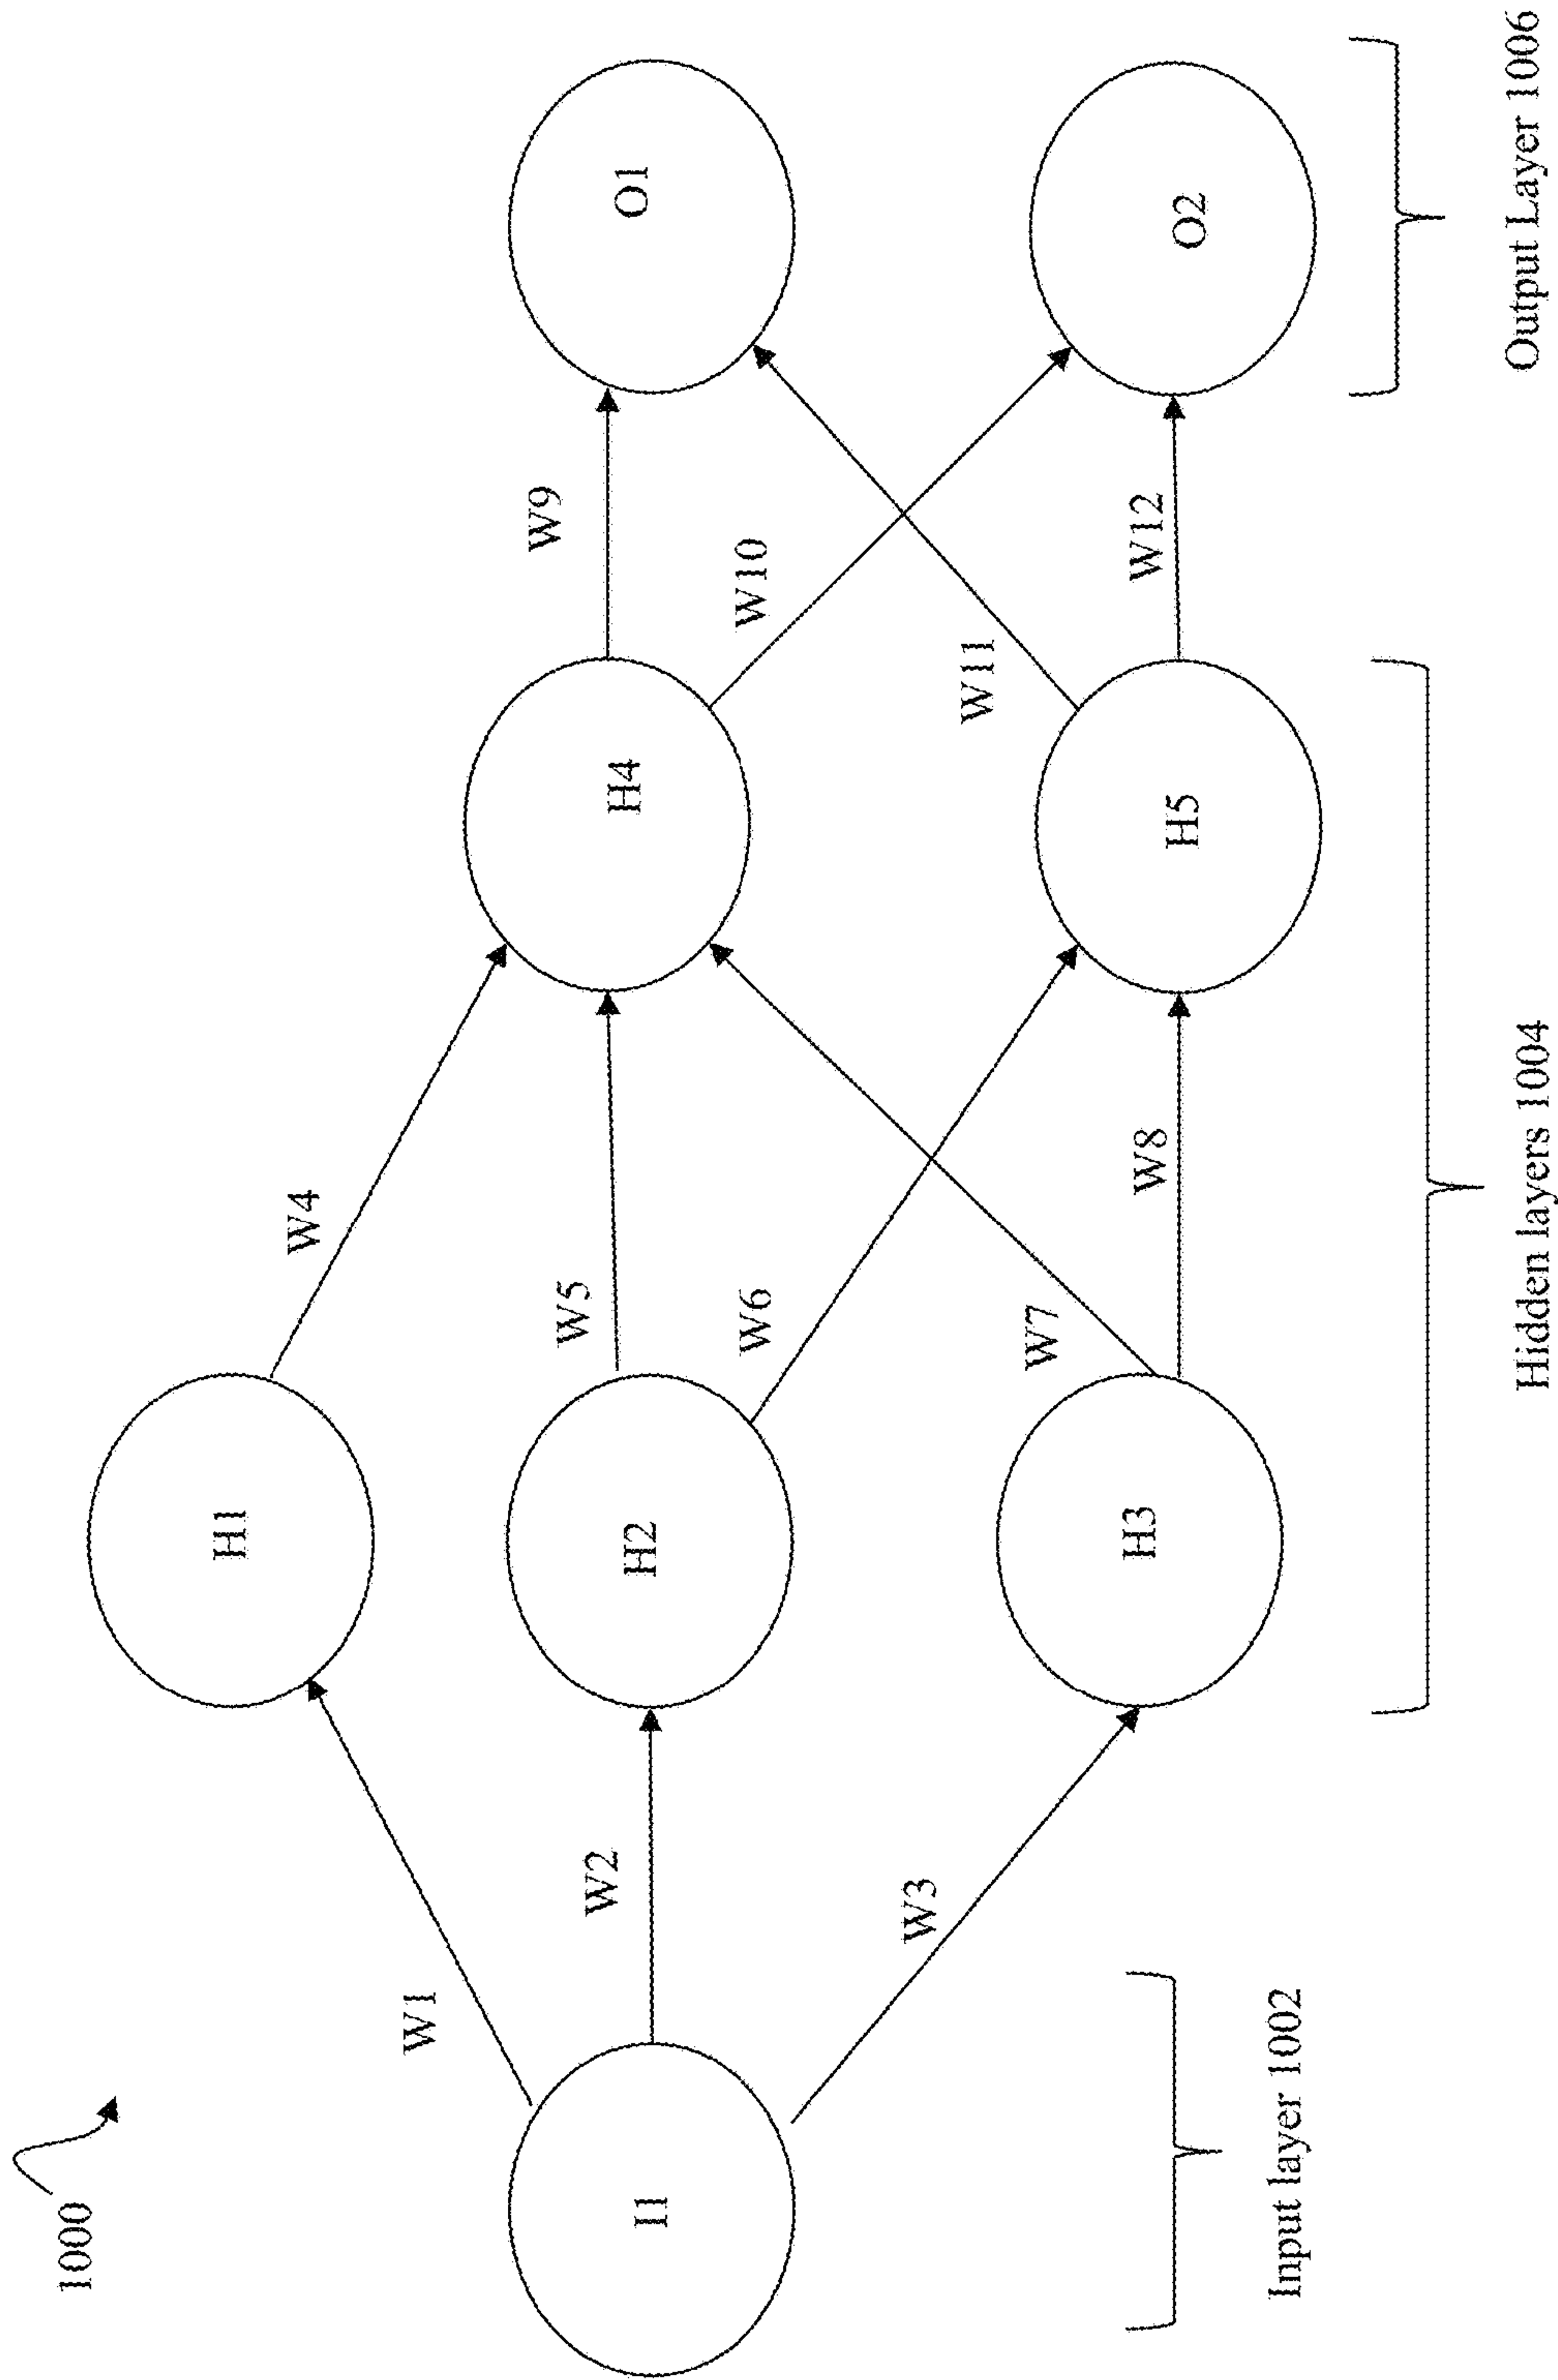 1000
I1
Input layer 1002
W1
W2
W3
H1
H2
H3
W4
W5
W6
W7
W8
Hidden layers 1004
H4
H5
W9
W10
W11
W12
O1
O2
Output Layer 1006